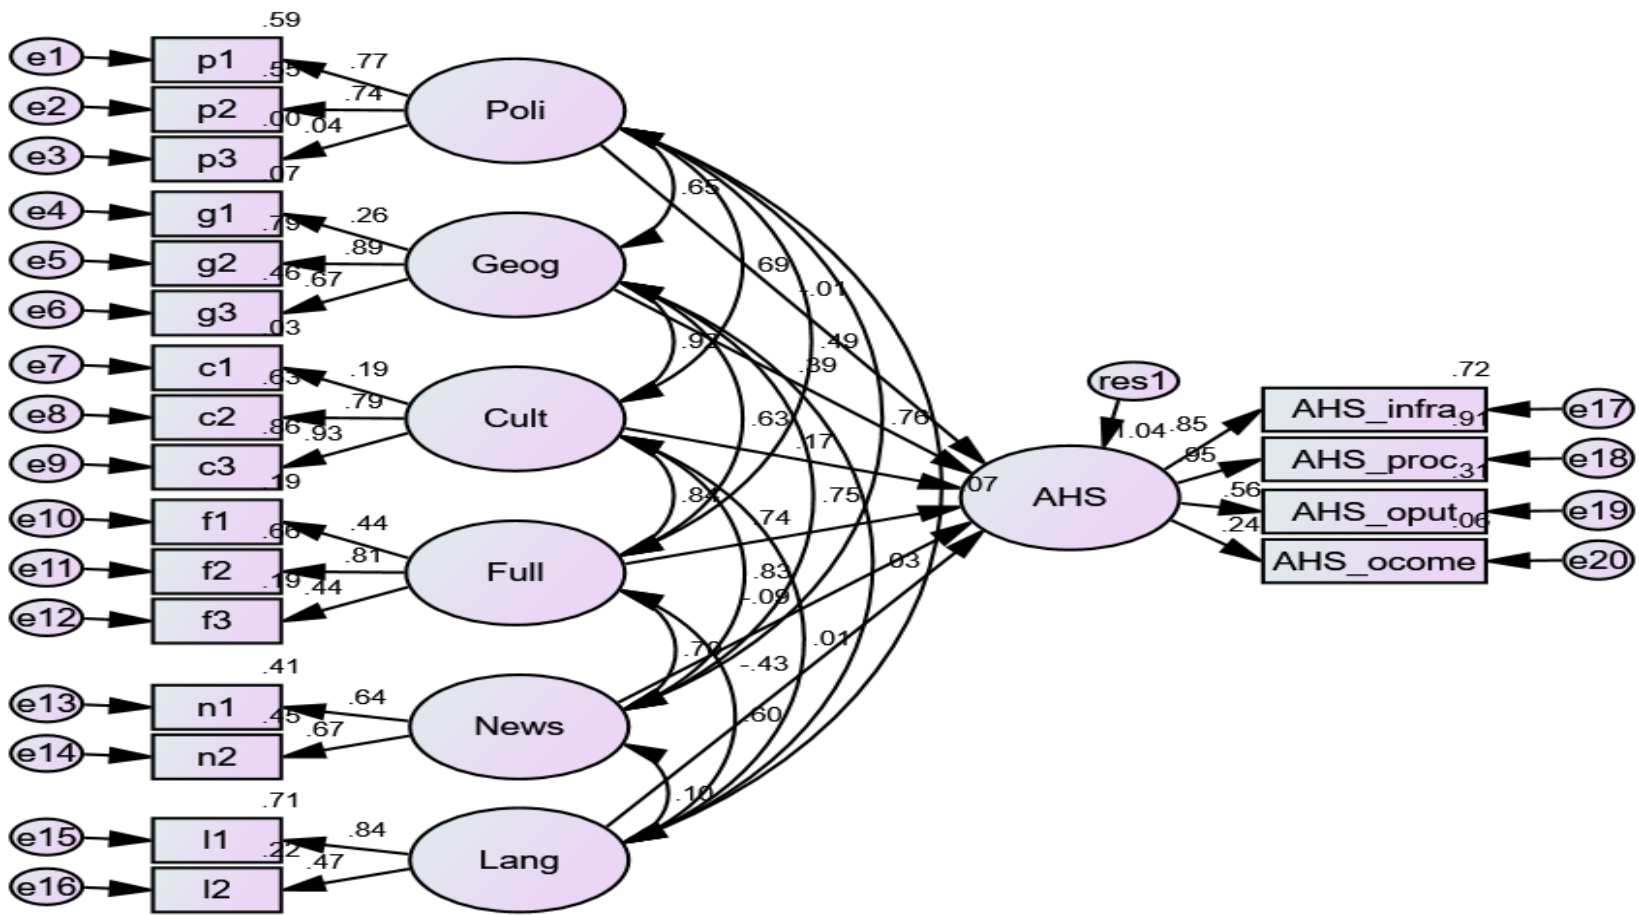 .59
e1 p1 .77 Poli
.55
e2 p2 .74
.00
e3 p3 .04
.07
e4 g1 .26 Geog
.79
e5 g2 .89
.46
e6 g3 .67
.03
e7 c1 .19 Cult
.63
e8 c2 .79
.86
e9 c3 .93
.19
e10 f1 .44 Full
.66
e11 f2 .81
.19
e12 f3 .44
.41
e13 n1 .64 News
.45
e14 n2 .67
.71
e15 l1 .84 Lang
.22
e16 l2 .47
.65
.69
-.01
.49
.39
.76
.63
.17
.84
.75
.74
.83
-.09
.03
.01
-.43
.60
.10
res1
1.04
.07
AHS
.72
.85 AHS_infra e17
.91
.95 AHS_proc e18
.31
.56 AHS_oput e19
.06
.24 AHS_ocome e20